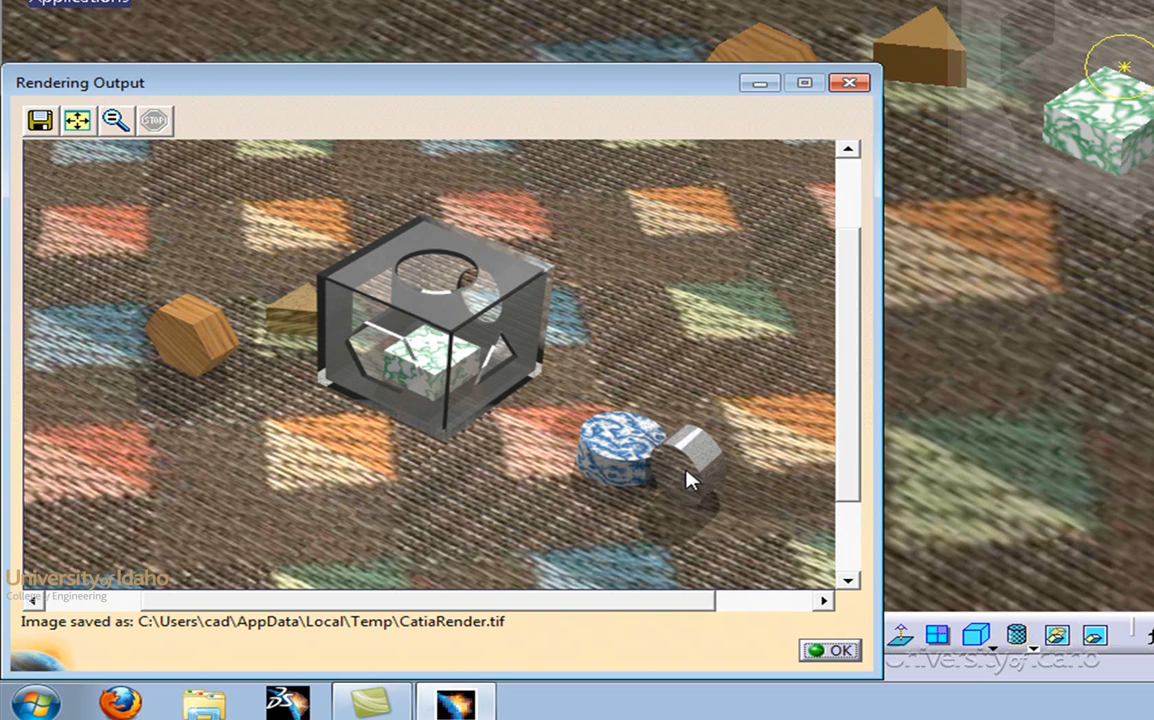 Applications
Rendering Output
STOP
University of Idaho
College of Engineering
Image saved as: C:\Users\cad\AppData\Local\Temp\CatiaRender.tif
OK
University of Idaho